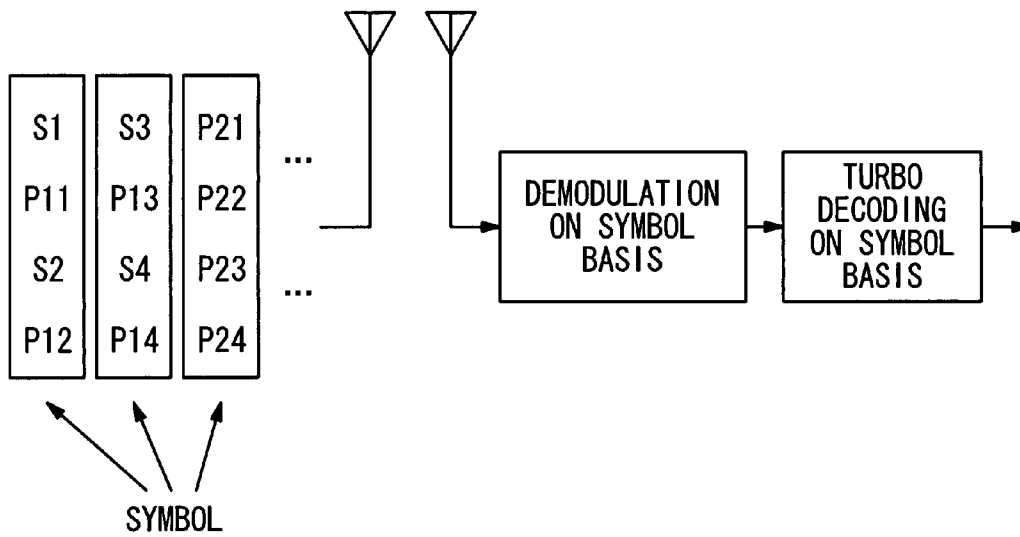 S1 S3 P21
...
P11 P13 P22
S2 S4 P23
...
P12 P14 P24
SYMBOL
DEMODULATION
ON SYMBOL
BASIS
TURBO
DECODING
ON SYMBOL
BASIS